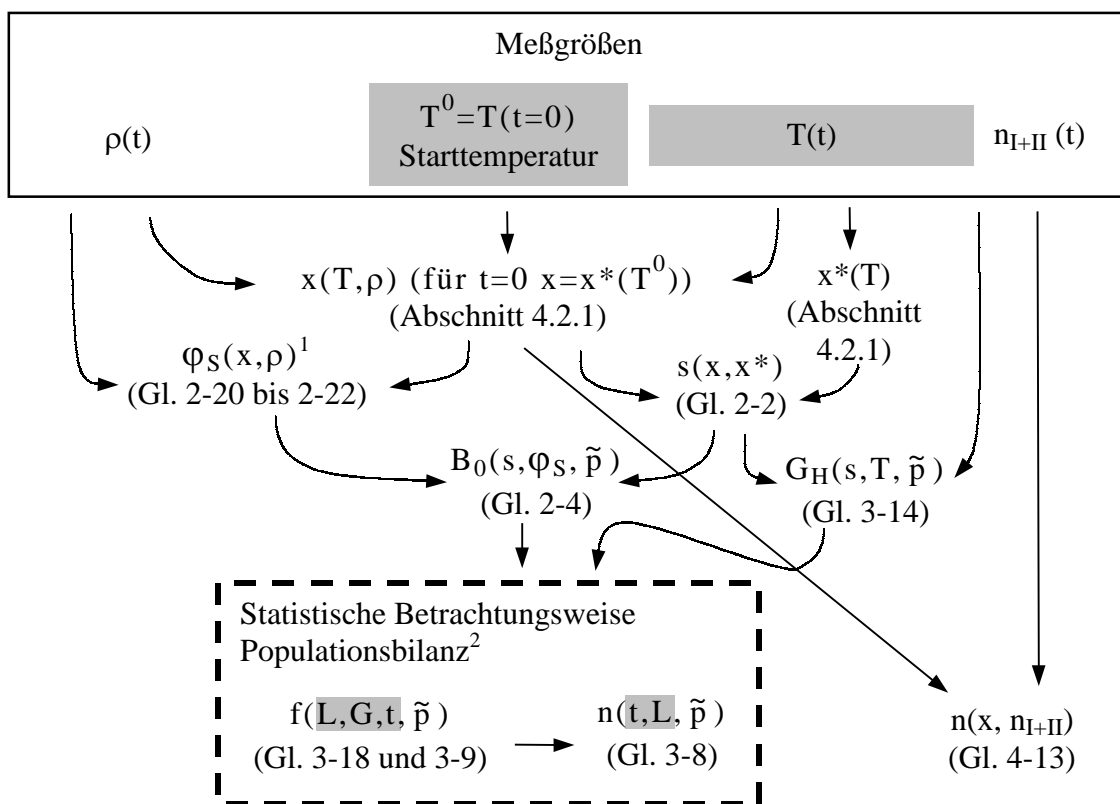 Meßgrößen
ρ(t)
T⁰=T(t=0)
Starttemperatur
T(t)
n_I+II (t)
x(T,ρ) (für t=0 x=x*(T⁰))
(Abschnitt 4.2.1)
x*(T)
(Abschnitt
4.2.1)
φ_S(x,ρ)¹
(Gl. 2-20 bis 2-22)
s(x,x*)
(Gl. 2-2)
B₀(s,φ_S, p̃ )
(Gl. 2-4)
G_H(s,T, p̃ )
(Gl. 3-14)
Statistische Betrachtungsweise
Populationsbilanz²
f(L,G,t, p̃ )
(Gl. 3-18 und 3-9)
n(t,L, p̃ )
(Gl. 3-8)
n(x, n_I+II)
(Gl. 4-13)